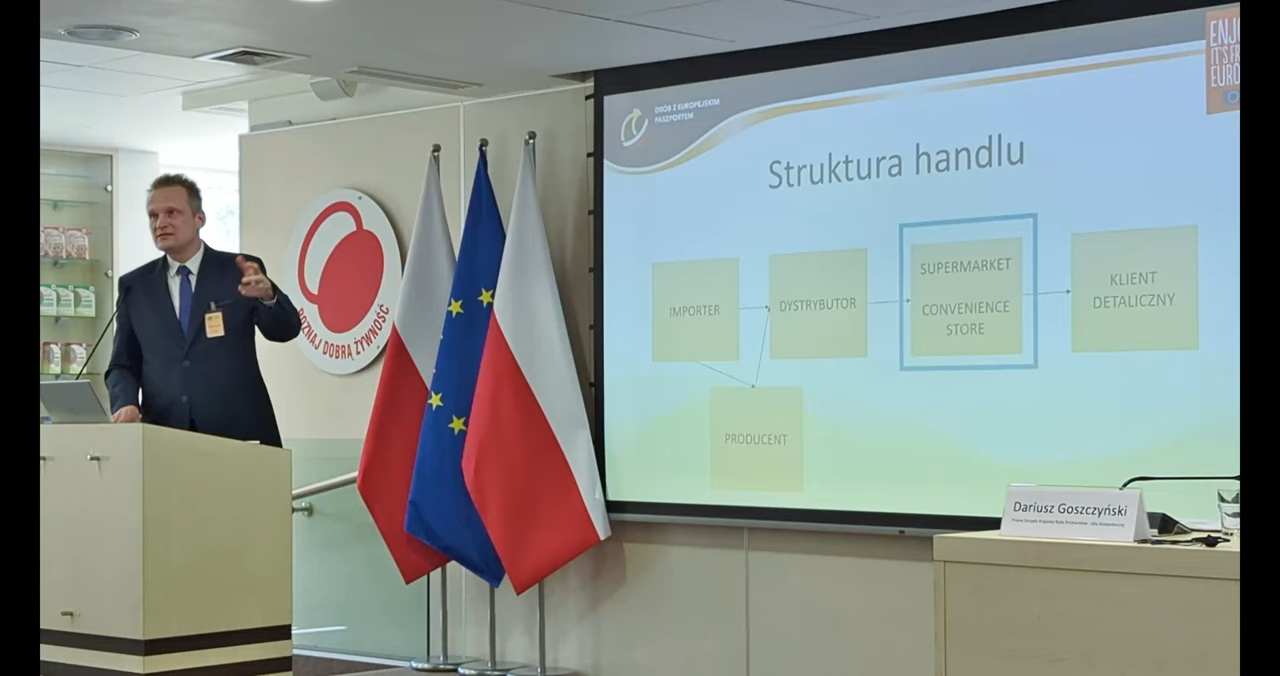 DRÓB Z EUROPEJSKIM
PASZPORTEM
Struktura handlu
IMPORTER
DYSTRYBUTOR
SUPERMARKET
CONVENIENCE
STORE
KLIENT
DETALICZNY
PRODUCENT
POZNAJ DOBRĄ ŻYWNOŚĆ
Dariusz Goszczyński